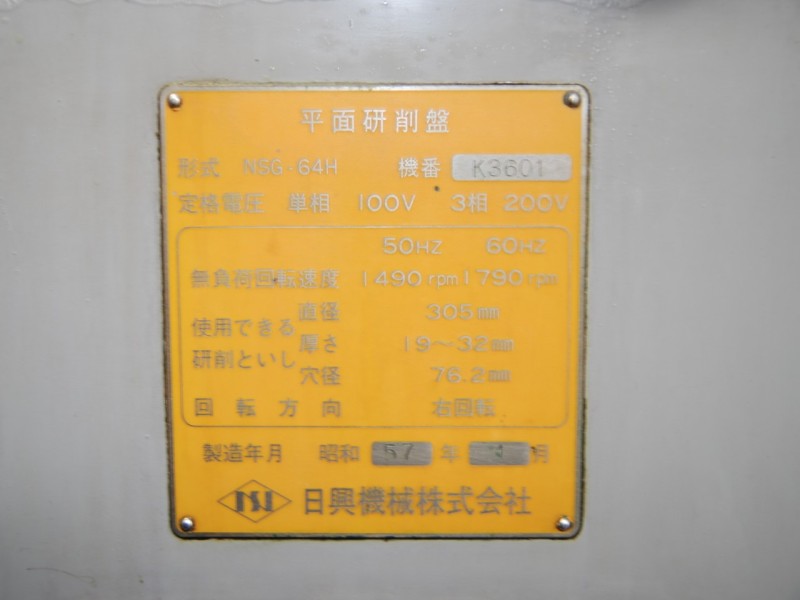 平面研削盤
形式 NSG-64H 機番 K3601
定格電圧 単相 100V 3相 200V
50HZ 60HZ
無負荷回転速度 1490rpm 1790rpm
使用できる研削といし 直径 305mm
厚さ 19〜32mm
穴径 76.2mm
回転方向 右回転
製造年月 昭和 57 年 月
日興機械株式会社